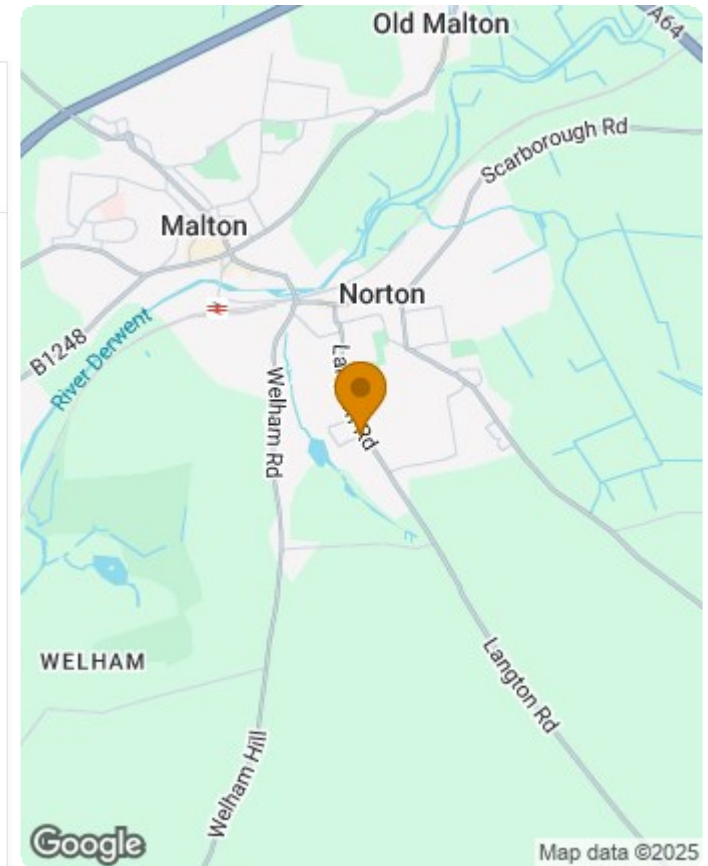 Old Malton
A64
Scarborough Rd
Malton
Norton
B1248
River Derwent
Welham Rd
WELHAM
Langton Rd
Welham Hill
Google
Map data ©2025